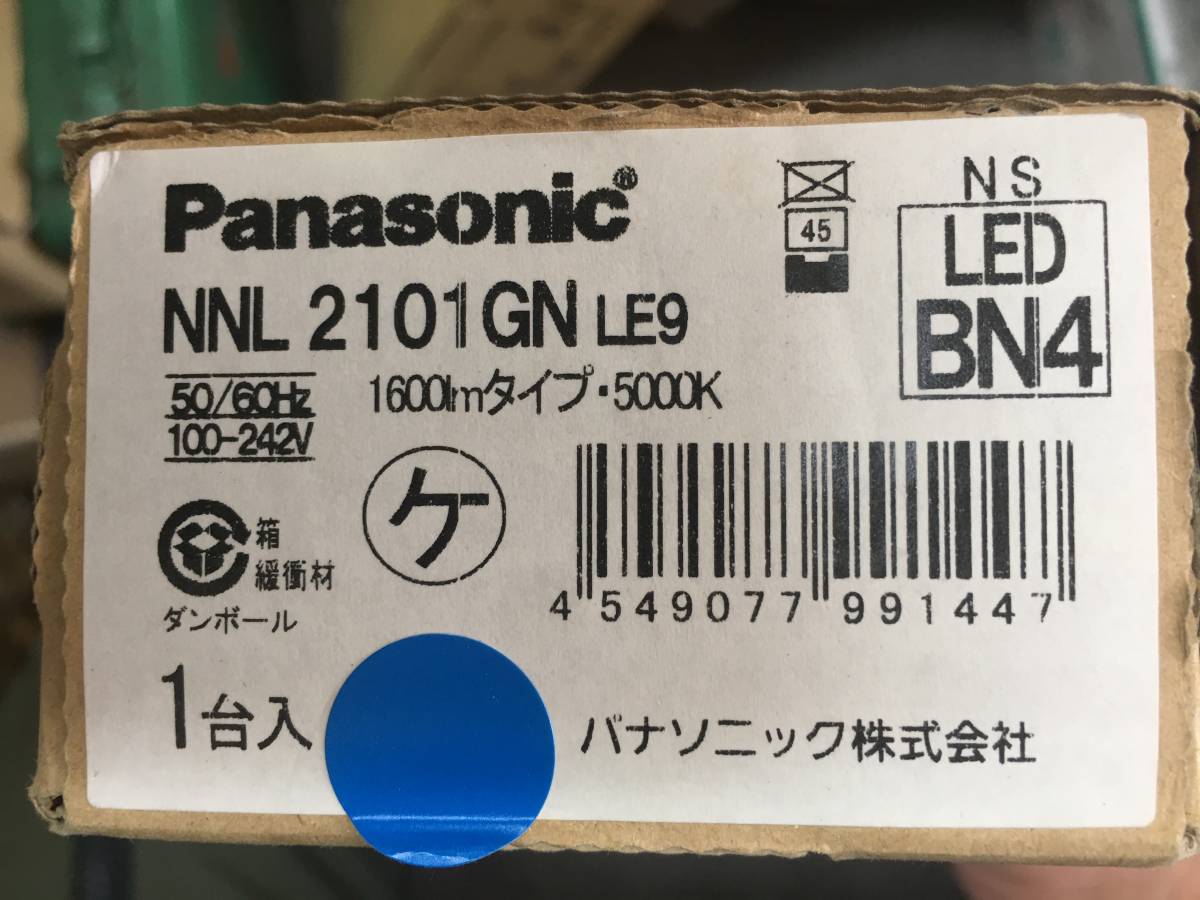 Panasonic®
NNL 2101GN LE9
50/60Hz
100-242V
1600lmタイプ・5000K
45
NS
LED
BN4
ケ
箱
緩衝材
ダンボール
4 549077 991447
1台入
パナソニック株式会社